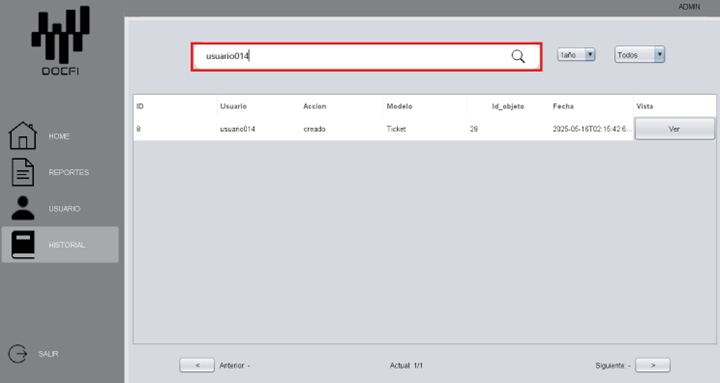 ADMIN
DOCFI
usuario014
1año
Todos
ID Usuario Accion Modelo Id_objeto Fecha Vista
8 usuario014 creado Ticket 29 2025-05-16T02:15:42.6... Ver
HOME
REPORTES
USUARIO
HISTORIAL
SALIR
< Anterior: - Actual: 1/1 Siguiente: - >